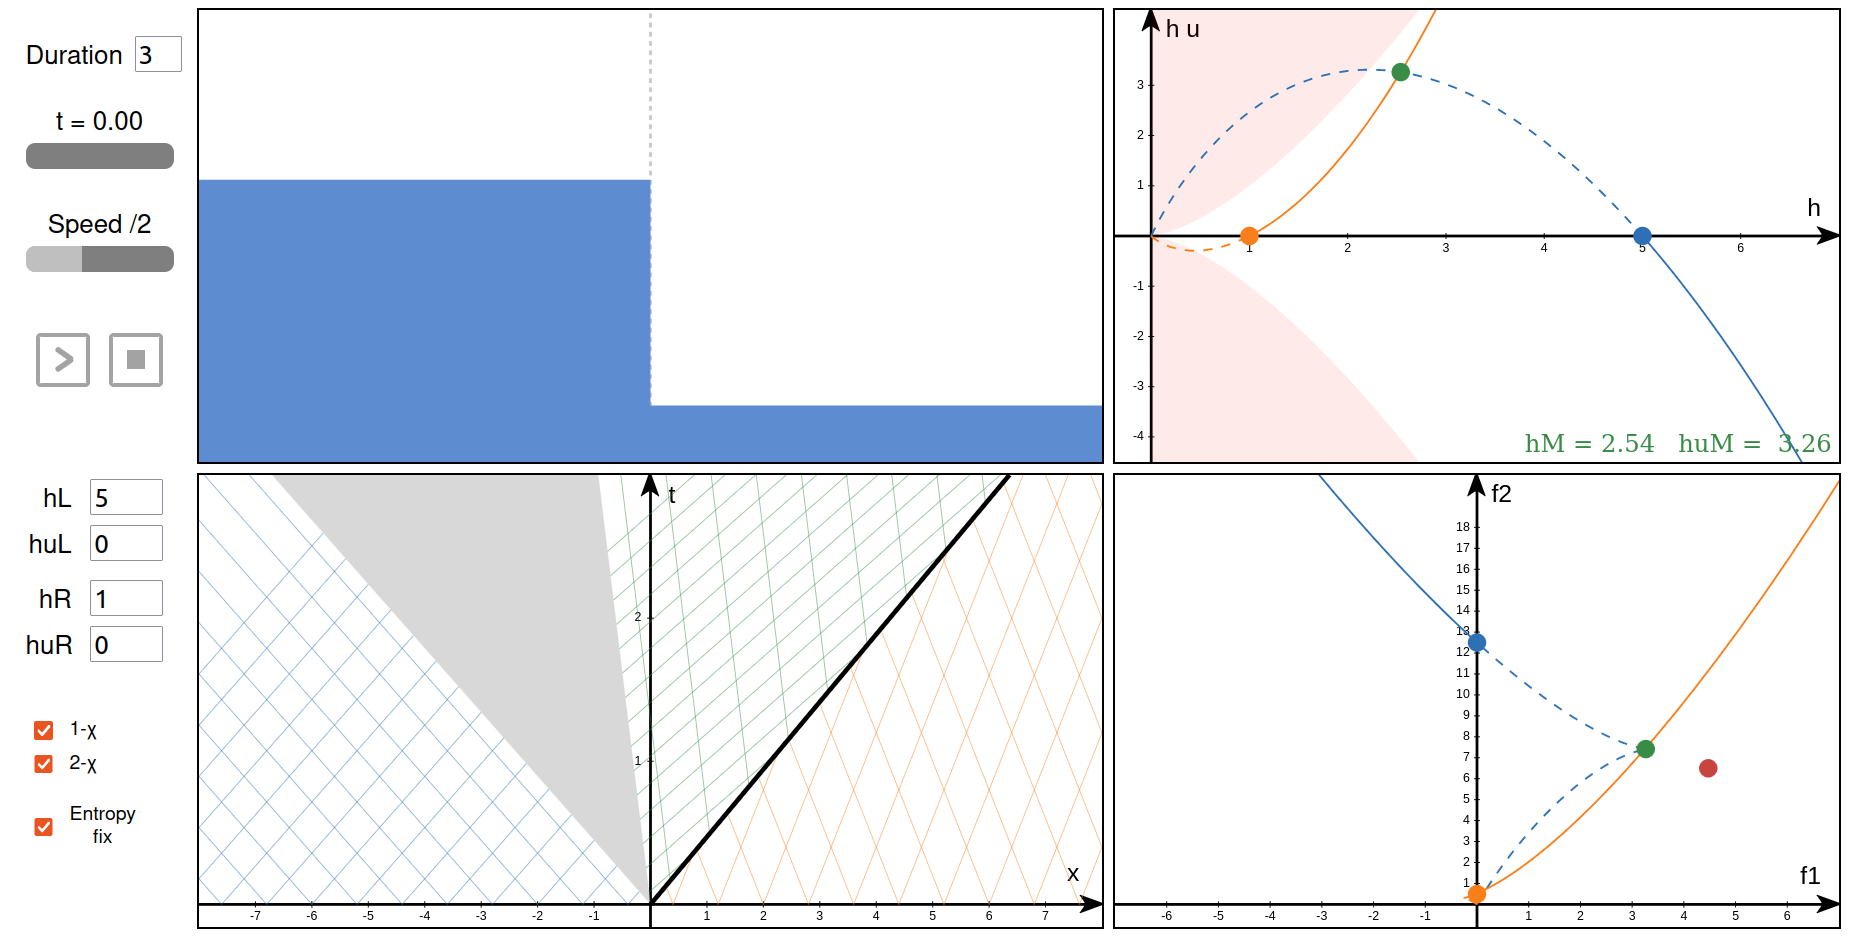 Duration 3
t = 0.00
Speed /2
hL 5
huL 0
hR 1
huR 0
1-χ
2-χ
Entropy
fix
h u
3
2
1
h
1 2 3 4 5 6
-1
-2
-3
-4
hM = 2.54 huM = 3.26
t
2
1
x
-7 -6 -5 -4 -3 -2 -1 1 2 3 4 5 6 7
f2
18
17
16
15
14
13
12
11
10
9
8
7
6
5
4
3
2
1
f1
-6 -5 -4 -3 -2 -1 1 2 3 4 5 6